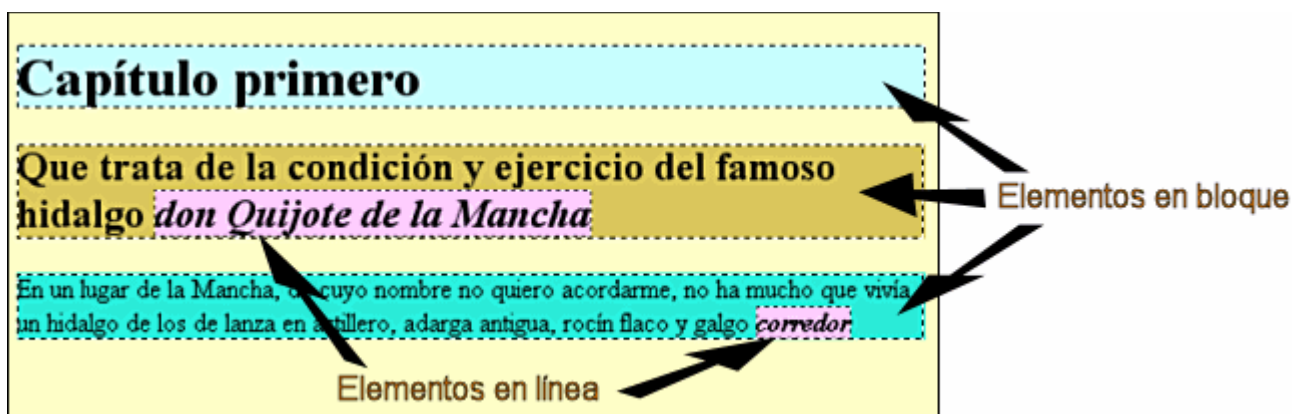 Capítulo primero
Que trata de la condición y ejercicio del famoso
hidalgo don Quijote de la Mancha
Elementos en bloque
En un lugar de la Mancha, de cuyo nombre no quiero acordarme, no ha mucho que vivía
un hidalgo de los de lanza en astillero, adarga antigua, rocín flaco y galgo corredor
Elementos en línea